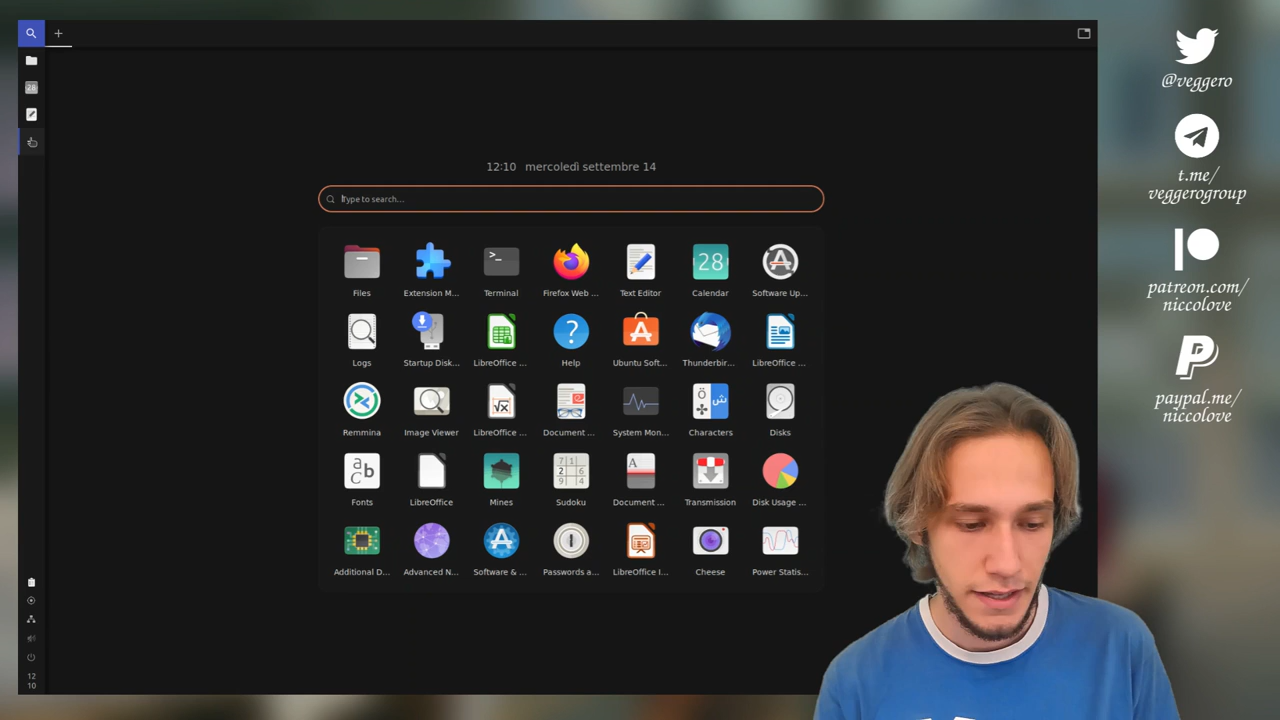 12:10 mercoledì settembre 14
Type to search...
Files
Extension M...
Terminal
Firefox Web ...
Text Editor
28
Calendar
Software Up...
Logs
Startup Disk...
LibreOffice ...
Help
Ubuntu Soft...
Thunderbir...
LibreOffice ...
Remmina
Image Viewer
LibreOffice ...
Document ...
System Mon...
Characters
Disks
Fonts
LibreOffice
Mines
Sudoku
Document ...
Transmission
Disk Usage ...
Additional D...
Advanced N...
Software & ...
Passwords a...
LibreOffice I...
Cheese
Power Statis...
28
12
10
@veggero
t.me/
veggerogroup
patreon.com/
niccolove
paypal.me/
niccolove